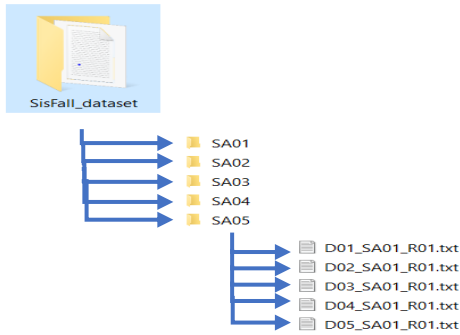 SisFall_dataset
SA01
SA02
SA03
SA04
SA05
D01_SA01_R01.txt
D02_SA01_R01.txt
D03_SA01_R01.txt
D04_SA01_R01.txt
D05_SA01_R01.txt